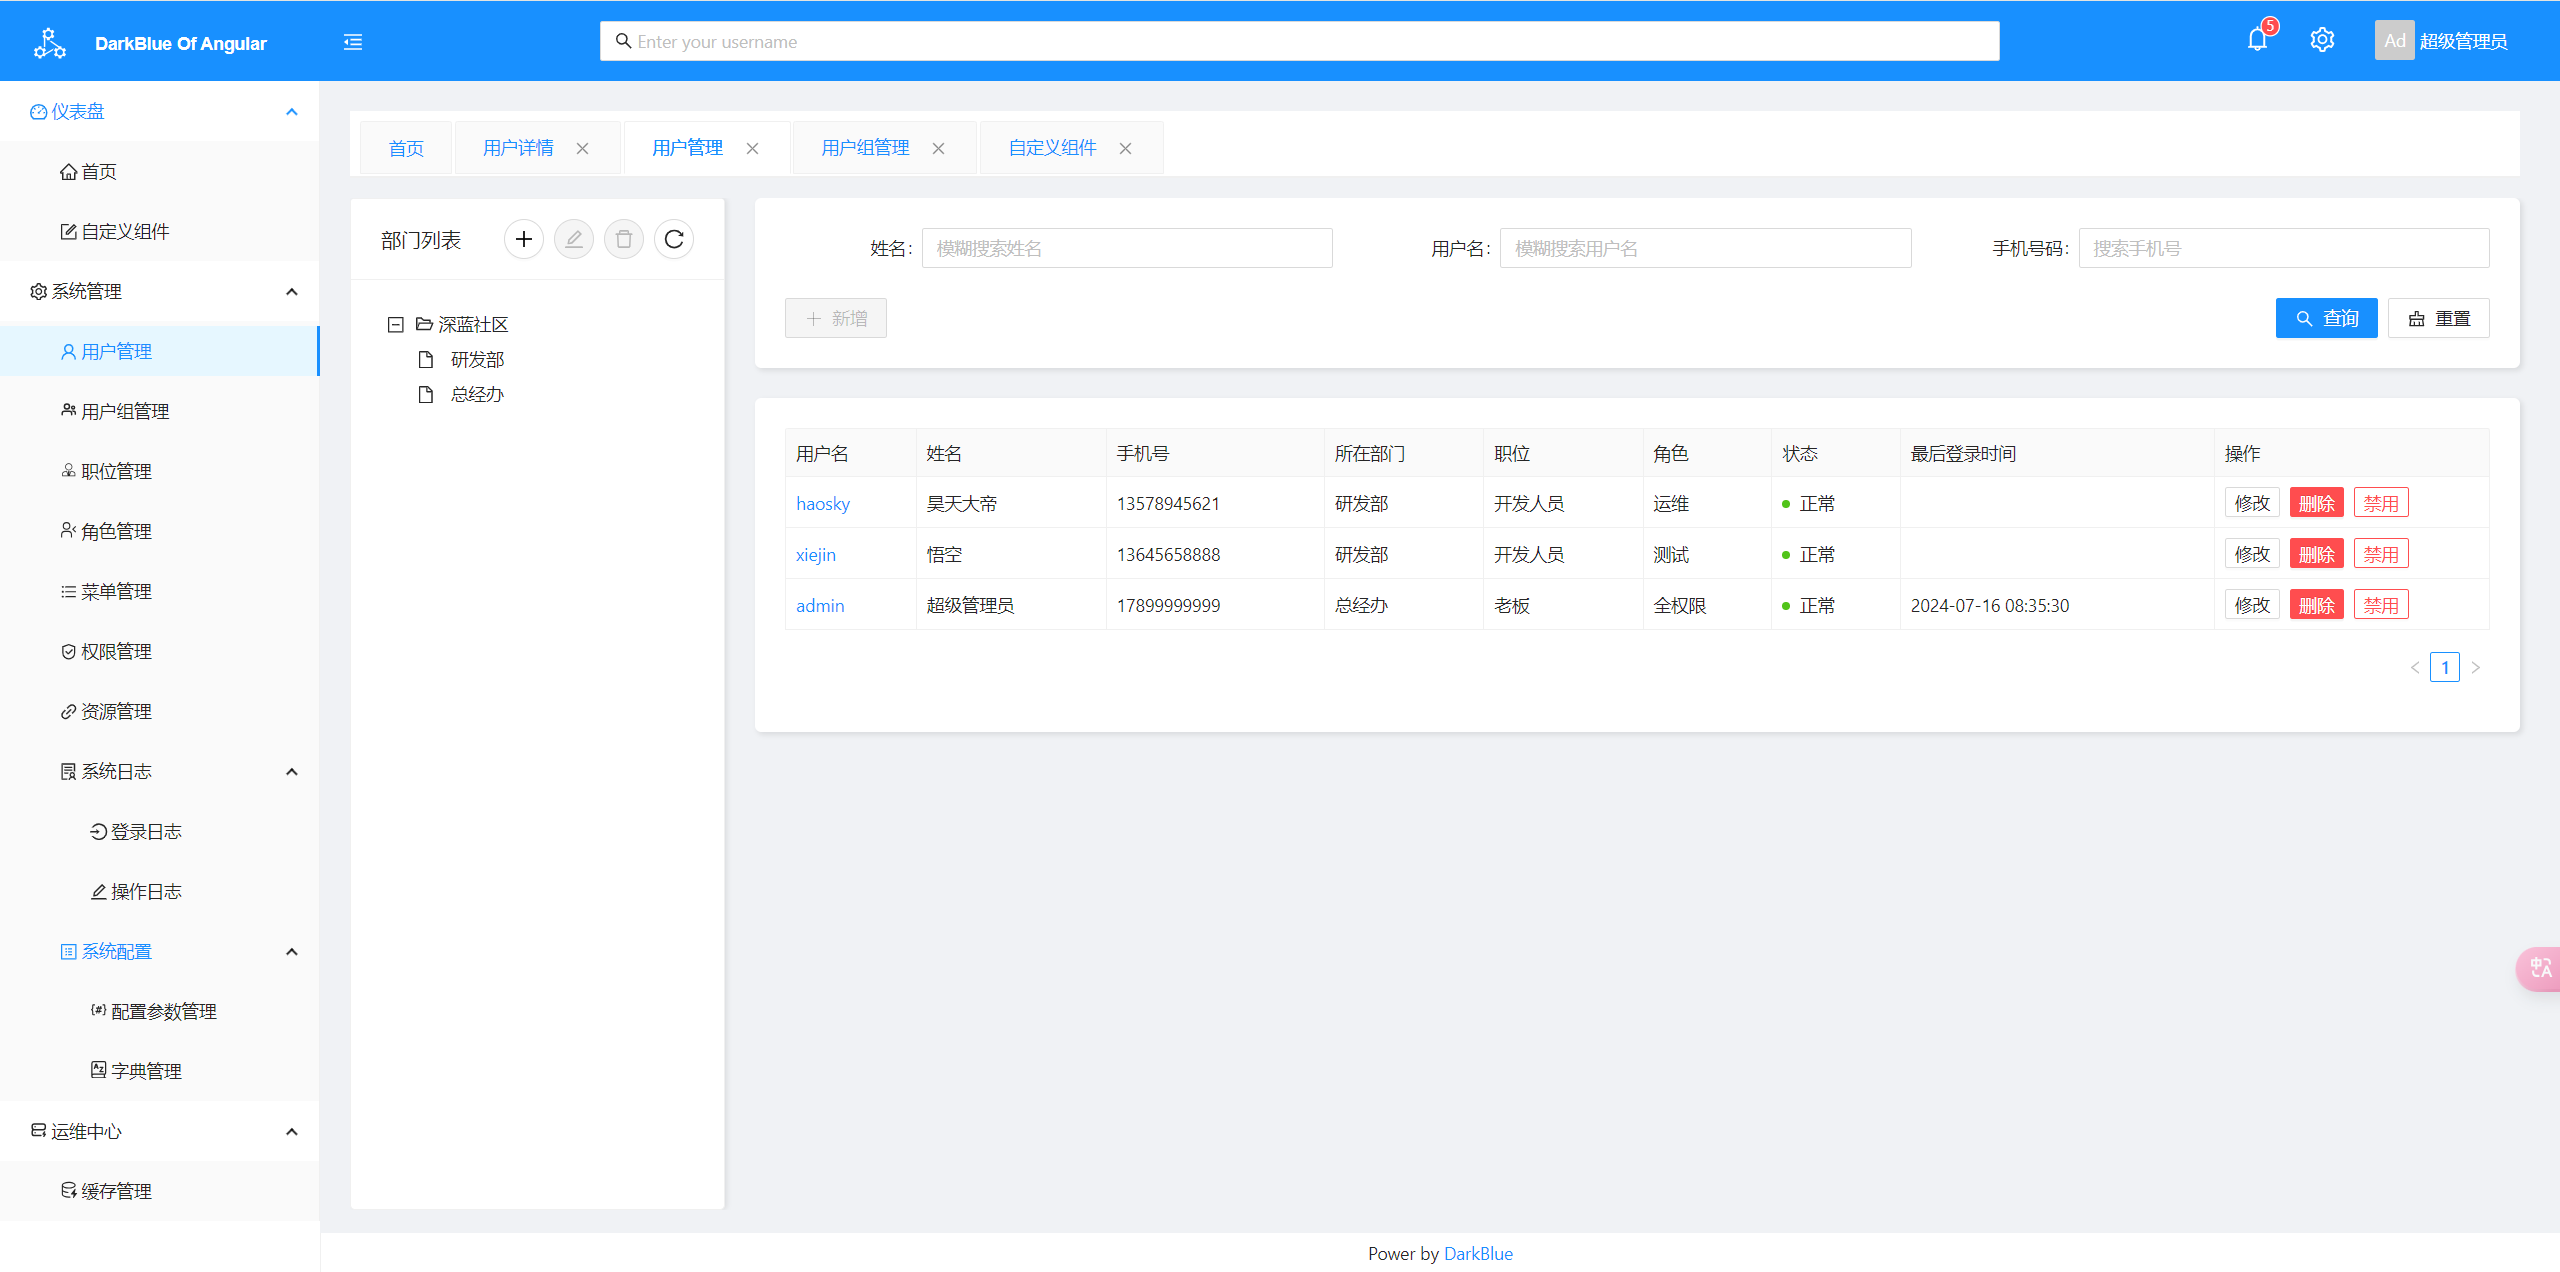 DarkBlue Of Angular
Enter your username
5
Ad 超级管理员
仪表盘
首页
自定义组件
系统管理
用户管理
用户组管理
职位管理
角色管理
菜单管理
权限管理
资源管理
系统日志
登录日志
操作日志
系统配置
配置参数管理
字典管理
运维中心
缓存管理
首页 用户详情 用户管理 用户组管理 自定义组件
部门列表
深蓝社区
研发部
总经办
姓名: 模糊搜索姓名 用户名: 模糊搜索用户名 手机号码: 搜索手机号
新增 查询 重置
用户名 姓名 手机号 所在部门 职位 角色 状态 最后登录时间 操作
haosky 昊天大帝 13578945621 研发部 开发人员 运维 正常 修改 删除 禁用
xiejin 悟空 13645658888 研发部 开发人员 测试 正常 修改 删除 禁用
admin 超级管理员 17899999999 总经办 老板 全权限 正常 2024-07-16 08:35:30 修改 删除 禁用
1
Power by DarkBlue